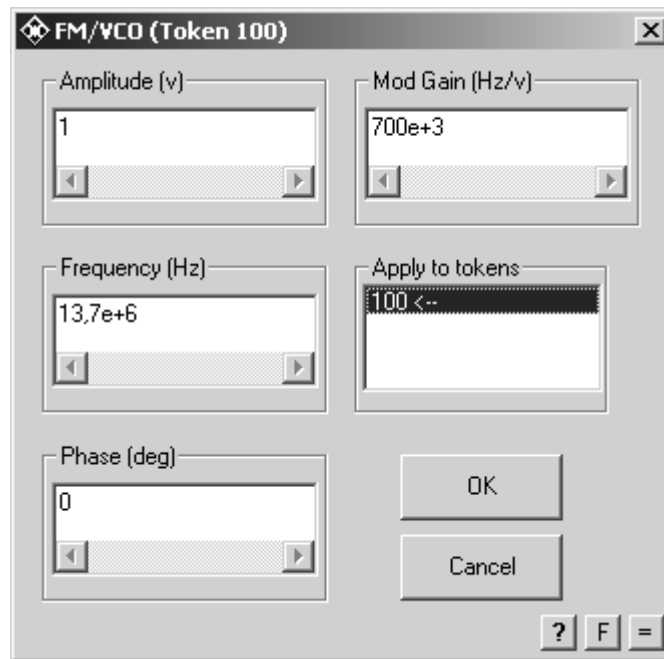 FM/VCO (Token 100)
Amplitude (v)
1
Mod Gain (Hz/v)
700e+3
Frequency (Hz)
13,7e+6
Apply to tokens
100 <--
Phase (deg)
0
OK
Cancel
? F =